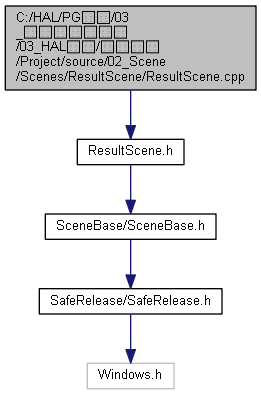 C:/HAL/PG□□/03
_□□□□□□□
/03_HAL□□/□□□□□
/Project/source/02_Scene
/Scenes/ResultScene/ResultScene.cpp
ResultScene.h
SceneBase/SceneBase.h
SafeRelease/SafeRelease.h
Windows.h